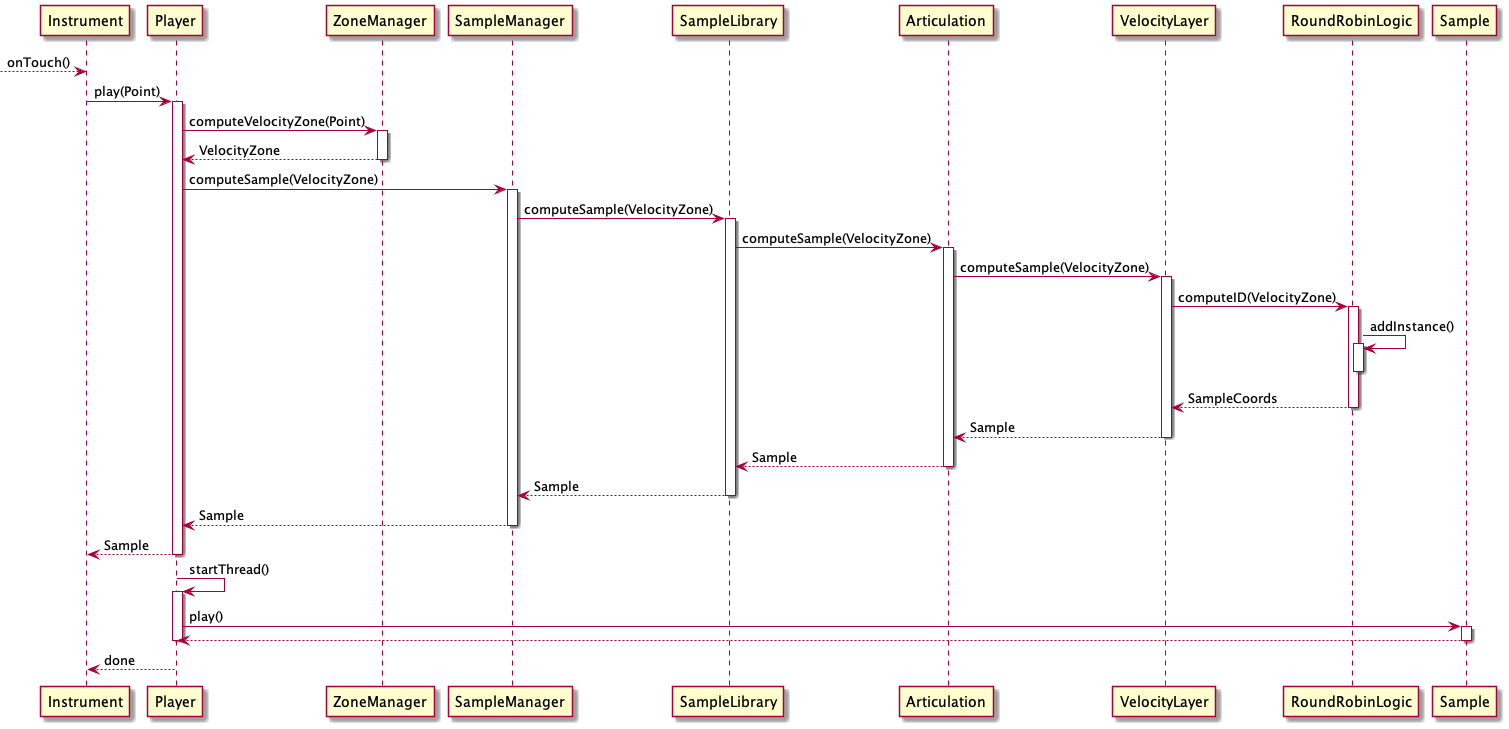 Instrument Player ZoneManager SampleManager SampleLibrary Articulation VelocityLayer RoundRobinLogic Sample
onTouch()
play(Point)
computeVelocityZone(Point)
VelocityZone
computeSample(VelocityZone)
computeSample(VelocityZone)
computeSample(VelocityZone)
computeSample(VelocityZone)
computeID(VelocityZone)
addInstance()
SampleCoords
Sample
Sample
Sample
Sample
Sample
startThread()
play()
done
Instrument Player ZoneManager SampleManager SampleLibrary Articulation VelocityLayer RoundRobinLogic Sample